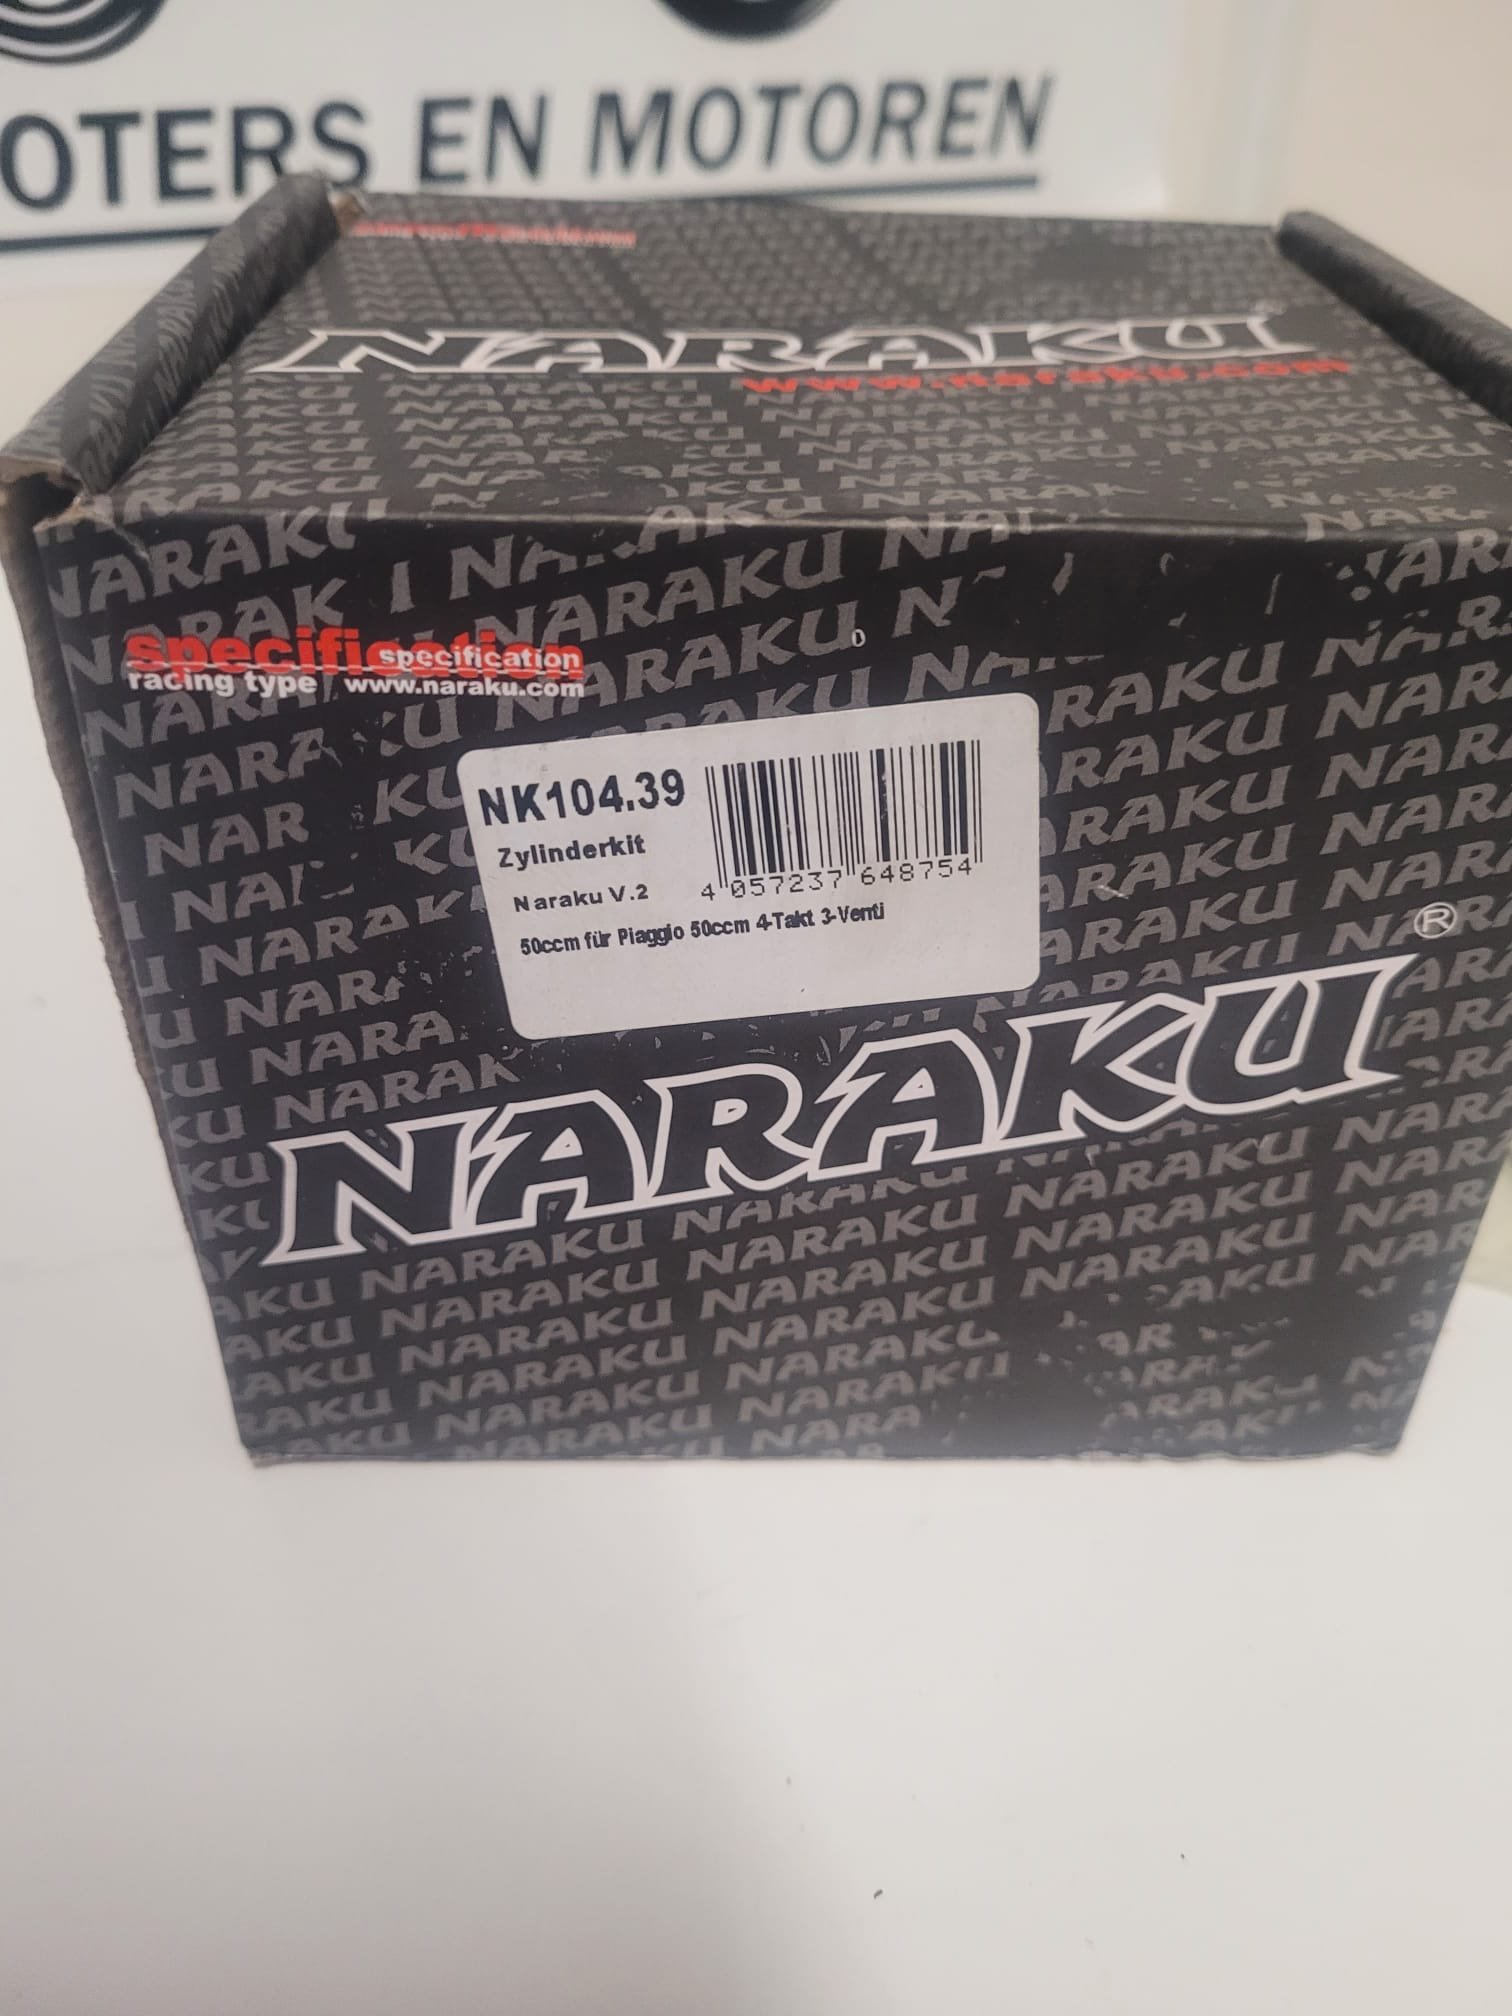 OTERS EN MOTOREN
NARAKU
www.naraku.com
specification
specification
racing type / www.naraku.com
NK104.39
Zylinderkit
Naraku V.2
4 057237 648754
50ccm für Piaggio 50ccm 4-Takt 3-Venti
NARAKU®